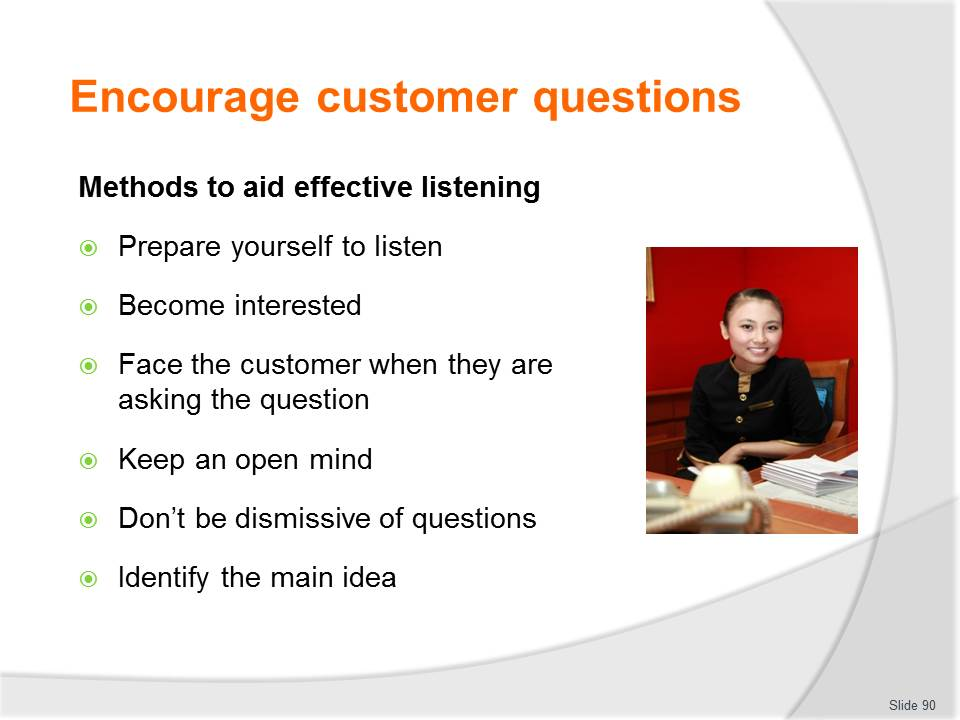 Encourage customer questions
Methods to aid effective listening
Prepare yourself to listen
Become interested
Face the customer when they are
asking the question
Keep an open mind
Don’t be dismissive of questions
Identify the main idea
Slide 90